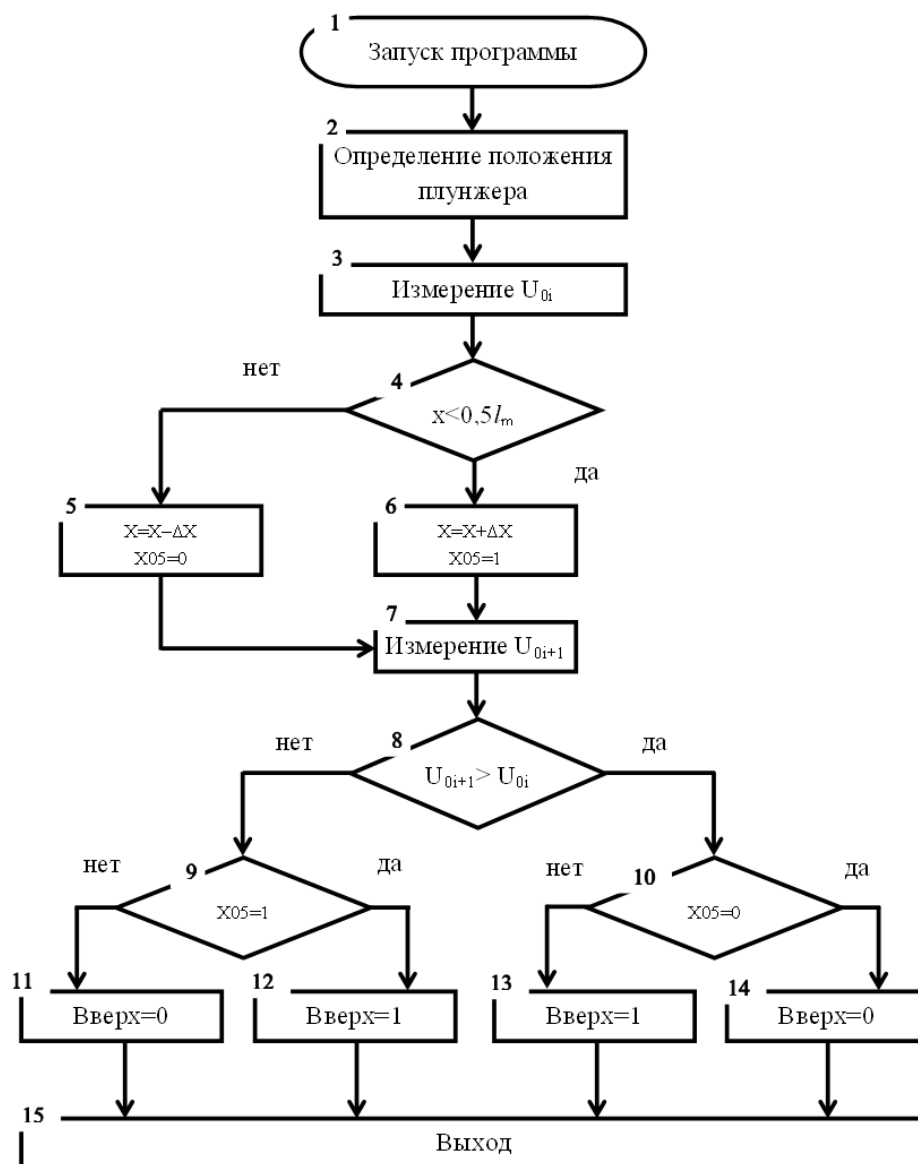 1
Запуск программы
2
Определение положения
плунжера
3
Измерение U₀ᵢ
нет
4
x<0,5lₘ
да
5
X=X−ΔX
X05=0
6
X=X+ΔX
X05=1
7
Измерение U₀ᵢ₊₁
нет
8
да
U₀ᵢ₊₁> U₀ᵢ
нет
9
да
X05=1
нет
10
да
X05=0
11
Вверх=0
12
Вверх=1
13
Вверх=1
14
Вверх=0
15
Выход